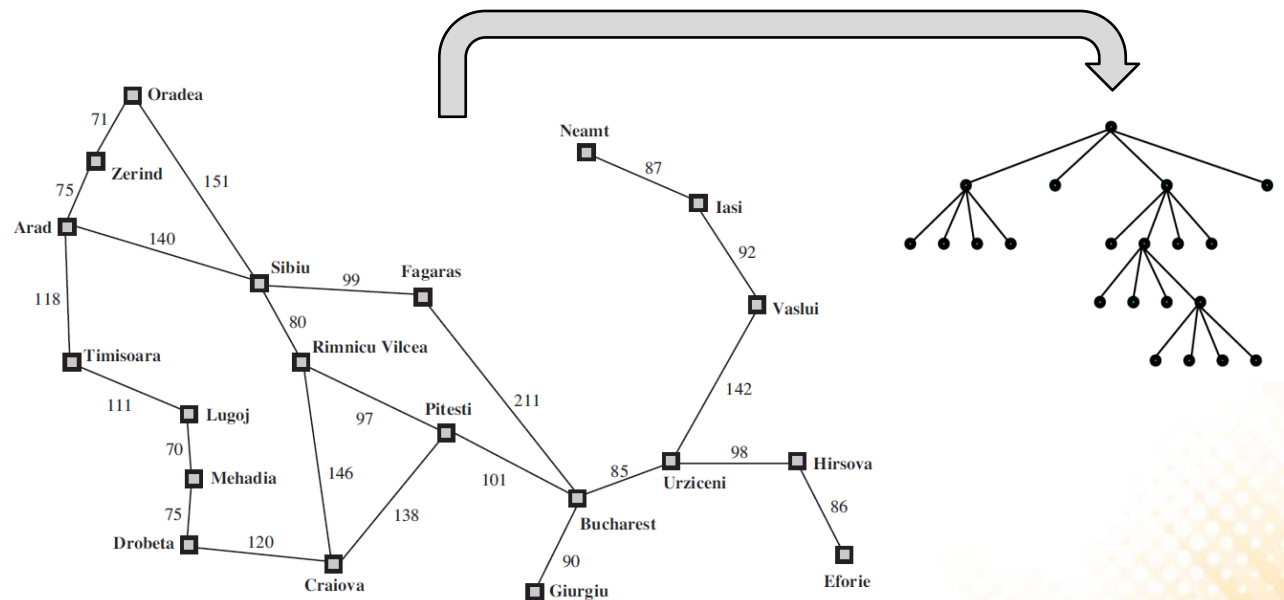 Oradea
71
Neamt
Zerind
87
75
151
Iasi
Arad
140
92
Sibiu
99
Fagaras
118
Vaslui
80
Timisoara
Rimnicu Vilcea
111
97
Pitesti
211
142
Lugoj
70
98
Hirsova
Mehadia
146
101
85
Urziceni
75
138
86
Bucharest
Drobeta
120
90
Craiova
Giurgiu
Eforie